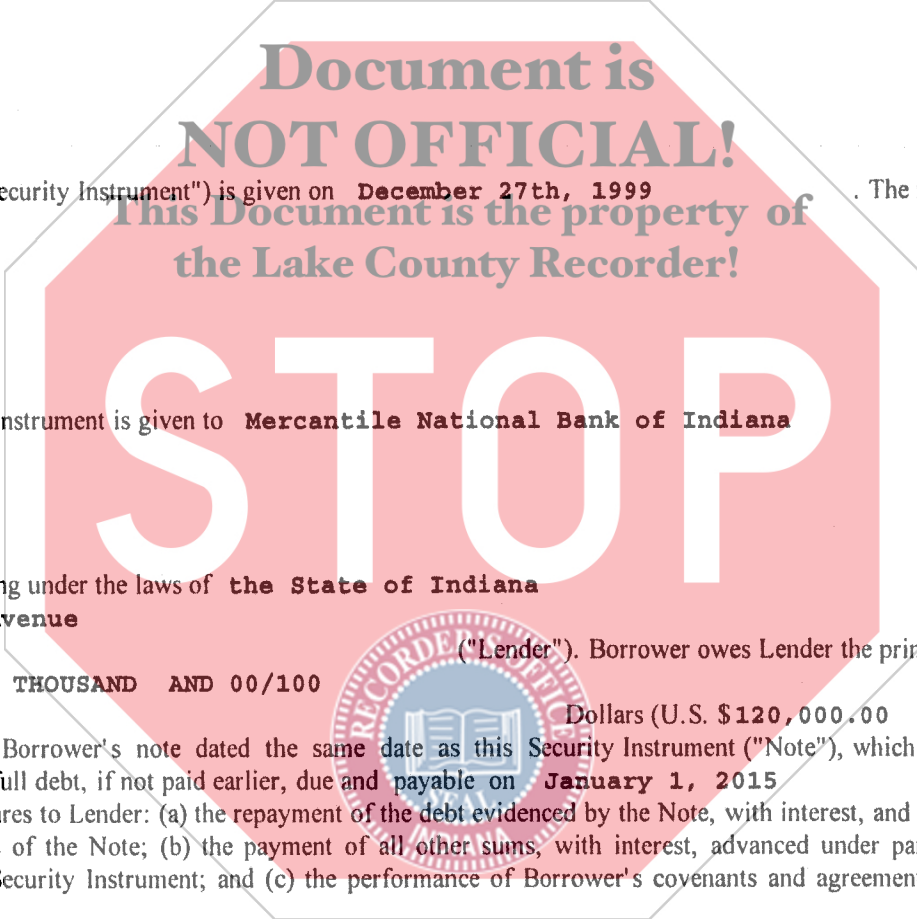 Document is
NOT OFFICIAL!
ecurity Instrument") is given on December 27th, 1999 . The
This Document is the property of
the Lake County Recorder!
STOP
nstrument is given to Mercantile National Bank of Indiana
ng under the laws of the State of Indiana
venue
("Lender"). Borrower owes Lender the prin
THOUSAND AND 00/100
Dollars (U.S. $120,000.00
Borrower's note dated the same date as this Security Instrument ("Note"), which
full debt, if not paid earlier, due and payable on January 1, 2015
res to Lender: (a) the repayment of the debt evidenced by the Note, with interest, and
of the Note; (b) the payment of all other sums, with interest, advanced under pa
Security Instrument; and (c) the performance of Borrower's covenants and agreemen
RECORDER'S OFFICE
SEAL
INDIANA